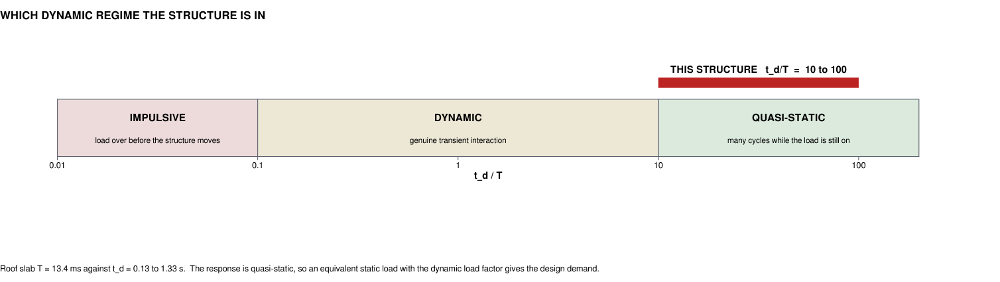 WHICH DYNAMIC REGIME THE STRUCTURE IS IN
THIS STRUCTURE t_d/T = 10 to 100
IMPULSIVE
DYNAMIC
QUASI-STATIC
load over before the structure moves
genuine transient interaction
many cycles while the load is still on
0.01
0.1
1
10
100
t_d / T
Roof slab T = 13.4 ms against t_d = 0.13 to 1.33 s. The response is quasi-static, so an equivalent static load with the dynamic load factor gives the design demand.